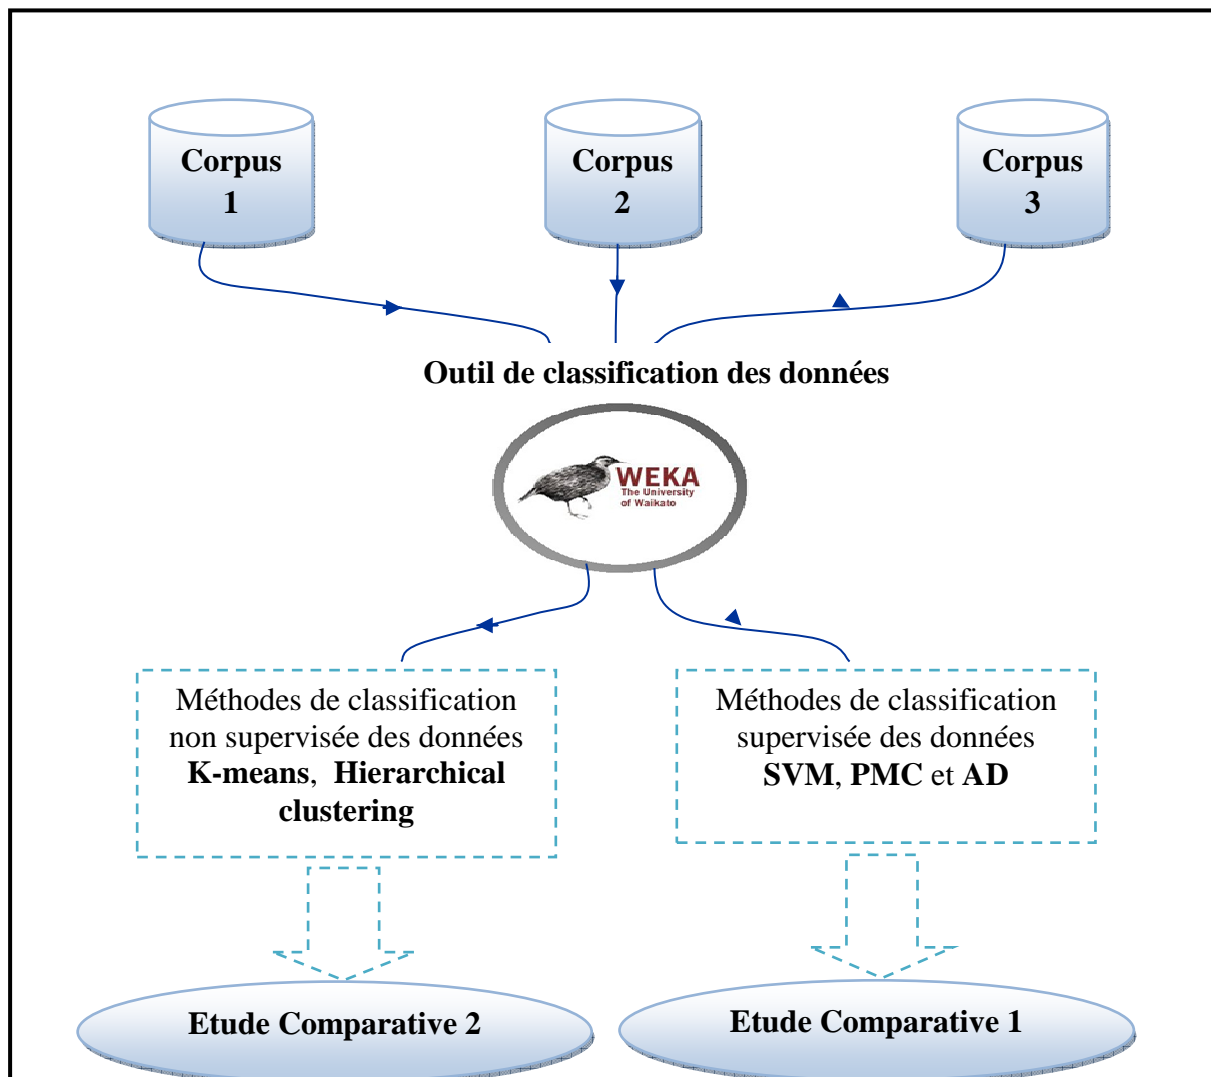 Corpus
1
Corpus
2
Corpus
3
Outil de classification des données
WEKA
The University
of Waikato
Méthodes de classification
non supervisée des données
K-means, Hierarchical
clustering
Méthodes de classification
supervisée des données
SVM, PMC et AD
Etude Comparative 2
Etude Comparative 1